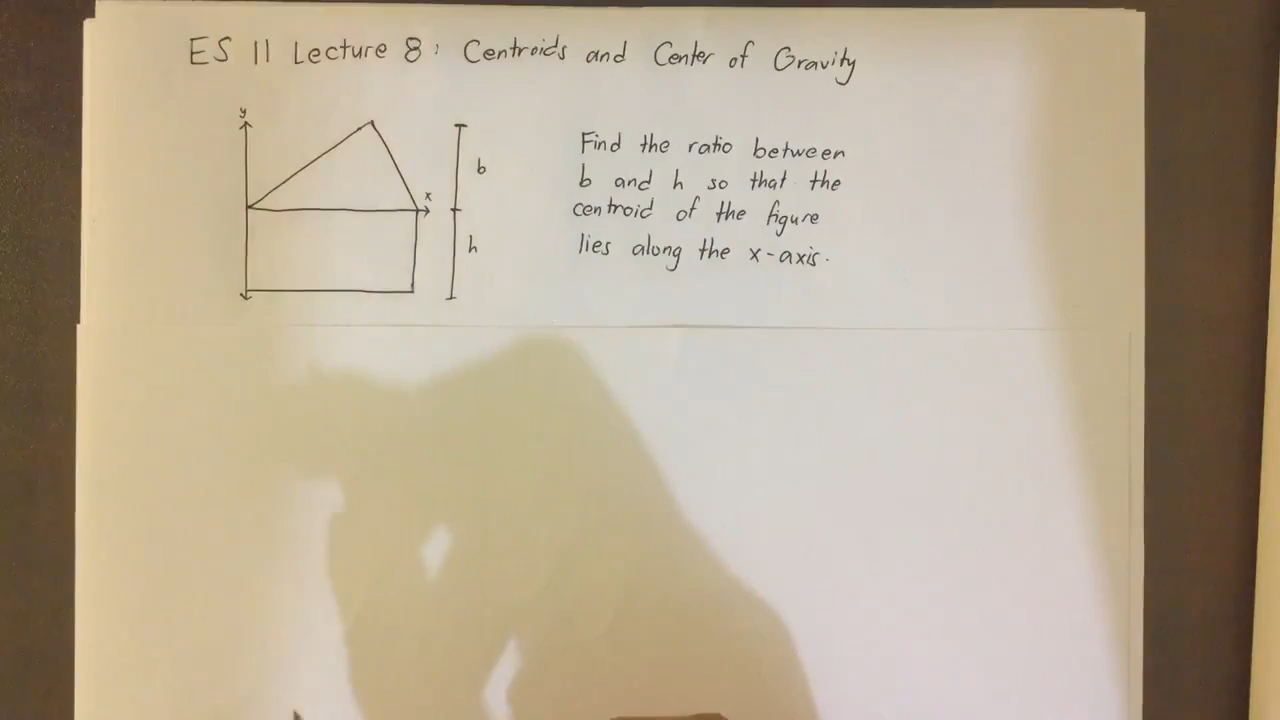 ES 11 Lecture 8: Centroids and Center of Gravity
y
x
b
h
Find the ratio between
b and h so that the
centroid of the figure
lies along the x-axis.